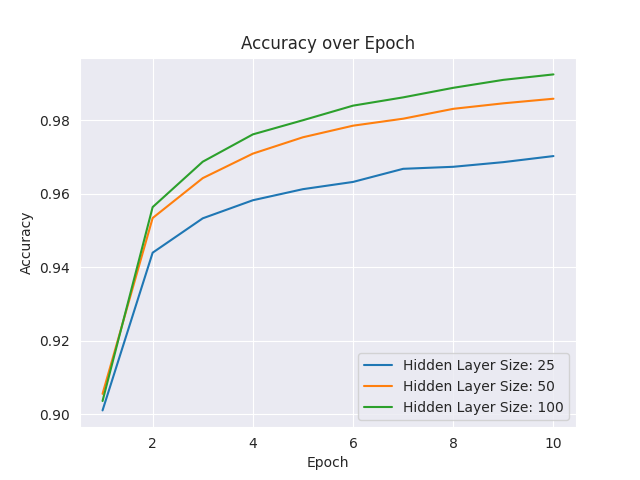 Accuracy over Epoch
Accuracy
0.98
0.96
0.94
0.92
0.90
Hidden Layer Size: 25
Hidden Layer Size: 50
Hidden Layer Size: 100
2 4 6 8 10
Epoch